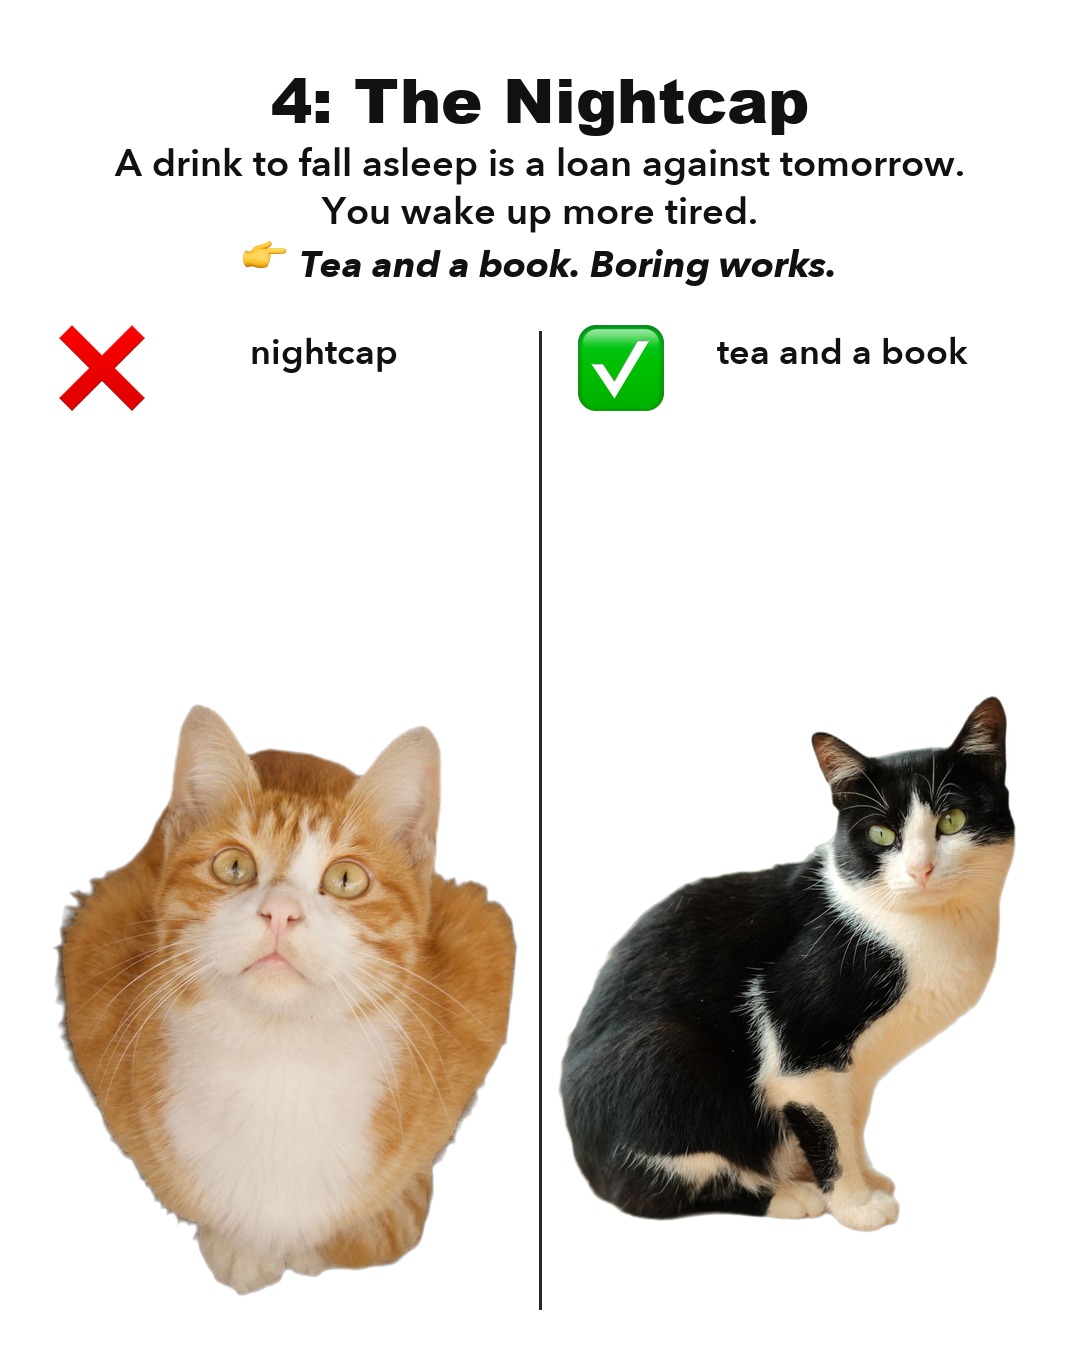 4: The Nightcap
A drink to fall asleep is a loan against tomorrow.
You wake up more tired.
👉 Tea and a book. Boring works.
❌ nightcap
✅ tea and a book